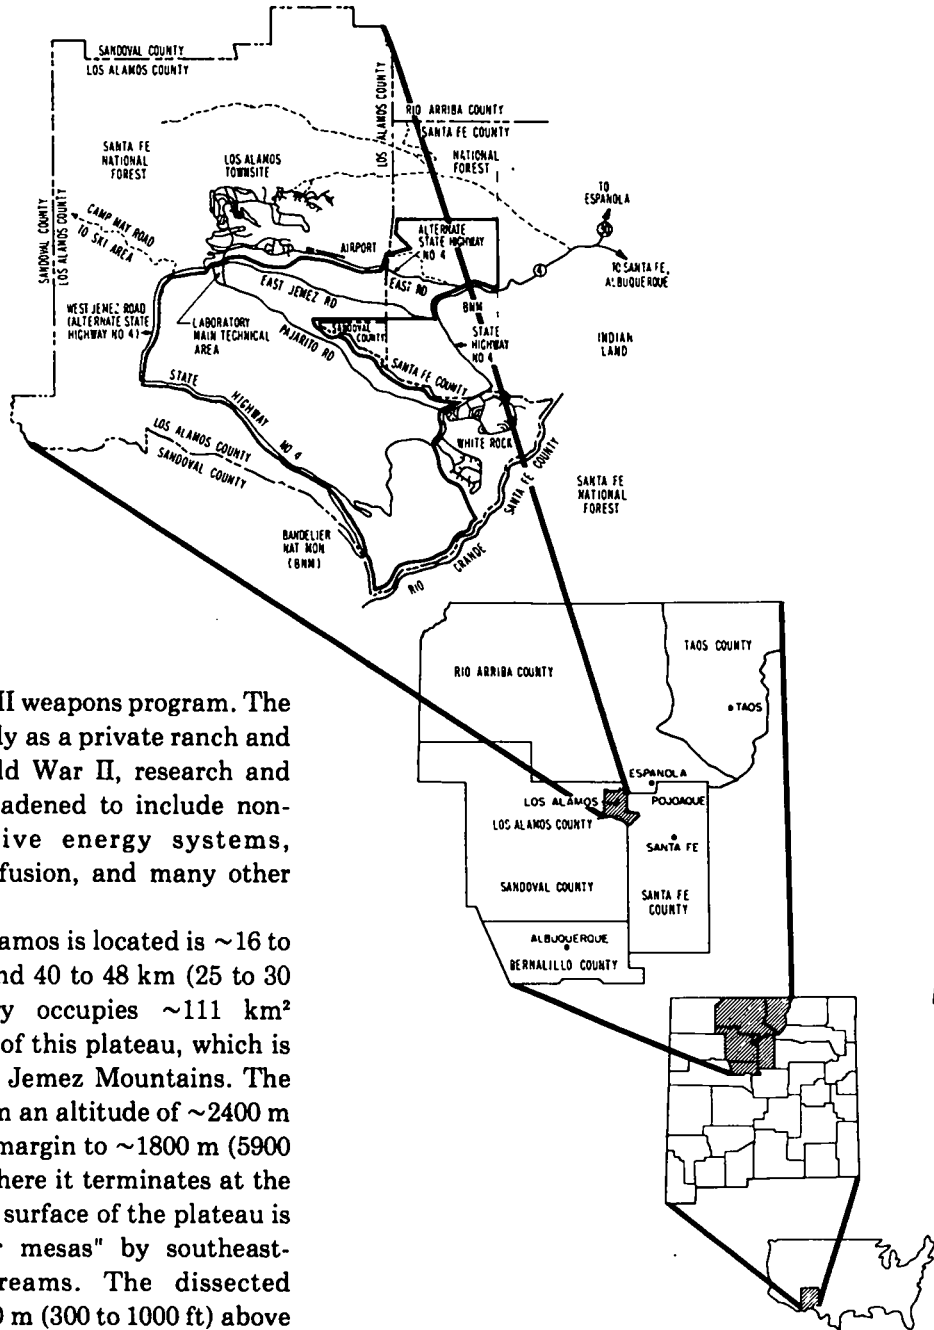 SANDOVAL COUNTY
LOS ALAMOS COUNTY
LOS ALAMOS COUNTY
RIO ARRIBA COUNTY
SANTA FE COUNTY
SANTA FE
NATIONAL
FOREST
LOS ALAMOS
TOWNSITE
NATIONAL
FOREST
TO
ESPANOLA
SANDOVAL COUNTY
LOS ALAMOS COUNTY
CAMP MAY ROAD
TO SKI AREA
AIRPORT
ALTERNATE
STATE HIGHWAY
NO 4
30
4
TO SANTA FE,
ALBUQUERQUE
EAST JEMEZ RD
EAST RD
BNM
WEST JEMEZ ROAD
(ALTERNATE STATE
HIGHWAY NO 4)
LABORATORY
MAIN TECHNICAL
AREA
PAJARITO RD
SANDOVAL
COUNTY
STATE
HIGHWAY
NO 4
INDIAN
LAND
SANTA FE COUNTY
STATE HIGHWAY NO 4
LOS ALAMOS COUNTY
SANDOVAL COUNTY
WHITE ROCK
SANTA FE COUNTY
SANTA FE
NATIONAL
FOREST
BANDELIER
NAT MON
(BNM)
RIO GRANDE
TAOS COUNTY
RIO ARRIBA COUNTY
TAOS
ESPANOLA
LOS ALAMOS
POJOAQUE
LOS ALAMOS COUNTY
SANTA FE
SANDOVAL COUNTY
SANTA FE
COUNTY
ALBUQUERQUE
BERNALILLO COUNTY
II weapons program. The
ly as a private ranch and
ld War II, research and
adened to include non-
ive energy systems,
fusion, and many other
amos is located is ~16 to
nd 40 to 48 km (25 to 30
ry occupies ~111 km²
of this plateau, which is
Jemez Mountains. The
m an altitude of ~2400 m
margin to ~1800 m (5900
here it terminates at the
surface of the plateau is
mesas" by southeast-
reams. The dissected
0 m (300 to 1000 ft) above